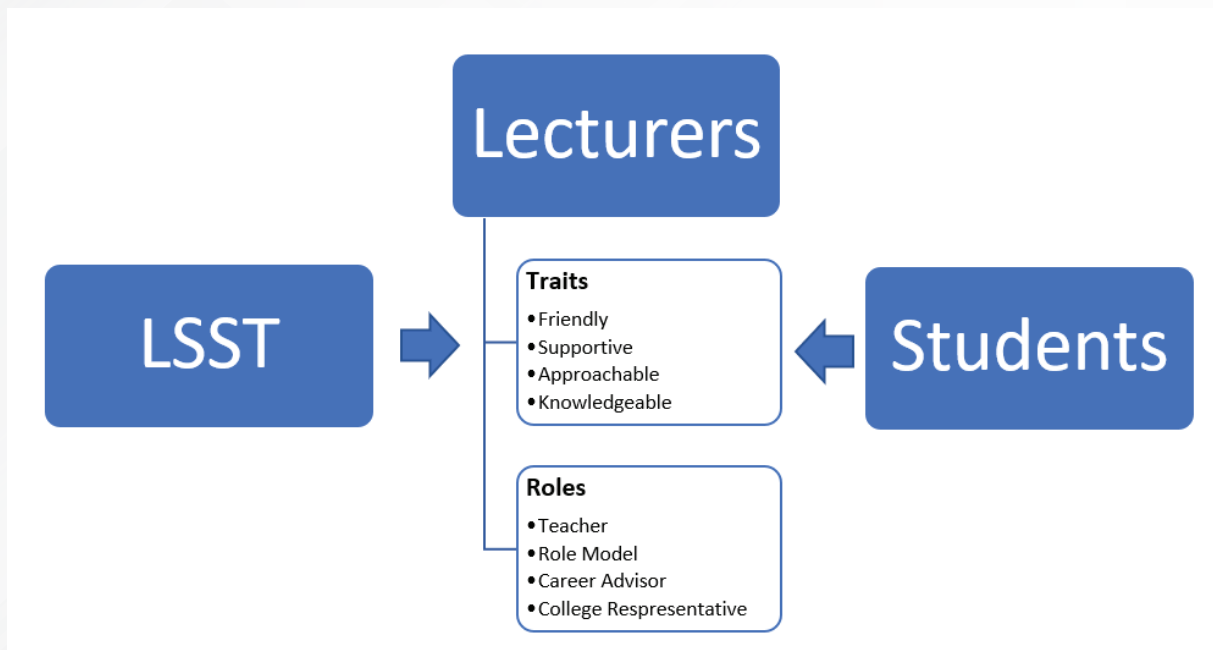 Lecturers
LSST
Traits
•Friendly
•Supportive
•Approachable
•Knowledgeable
Students
Roles
•Teacher
•Role Model
•Career Advisor
•College Respresentative